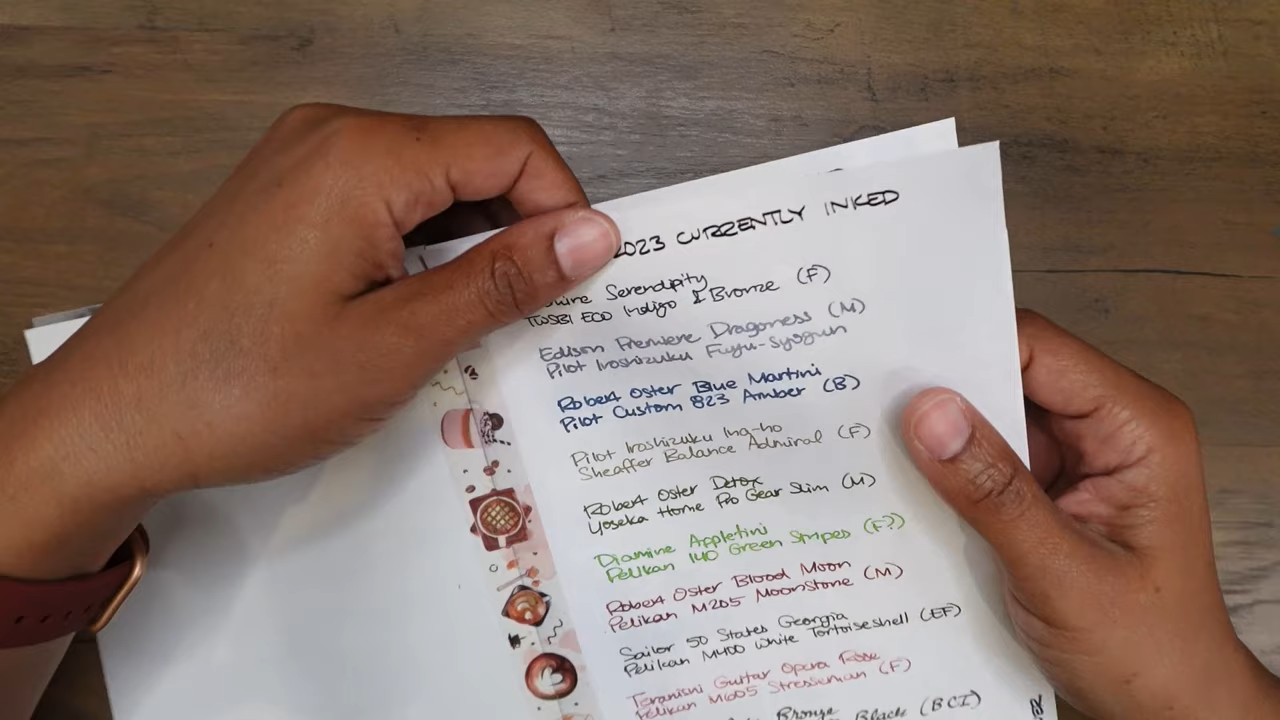 2023 CURRENTLY INKED
Serendipity
TWSBI ECO Indigo & Bronze (F)
Edison Premiere Dragoness (M)
Pilot Iroshizuku Fuyu-syogun
Robert Oster Blue Martini
Pilot Custom 823 Amber (B)
Pilot Iroshizuku Ina-ho
Sheaffer Balance Admiral (F)
Robert Oster Detox
Yoseka Home Pro Gear Slim (M)
Diamine Appletini
Pelikan 140 Green Stripes (F?)
Robert Oster Blood Moon
Pelikan M205 Moonstone (M)
Sailor 50 States Georgia
Pelikan M400 White Tortoiseshell (EF)
Teranishi Guitar Opera Rose
Pelikan M605 Stresemann (F)
Bronze
Black (BCI)